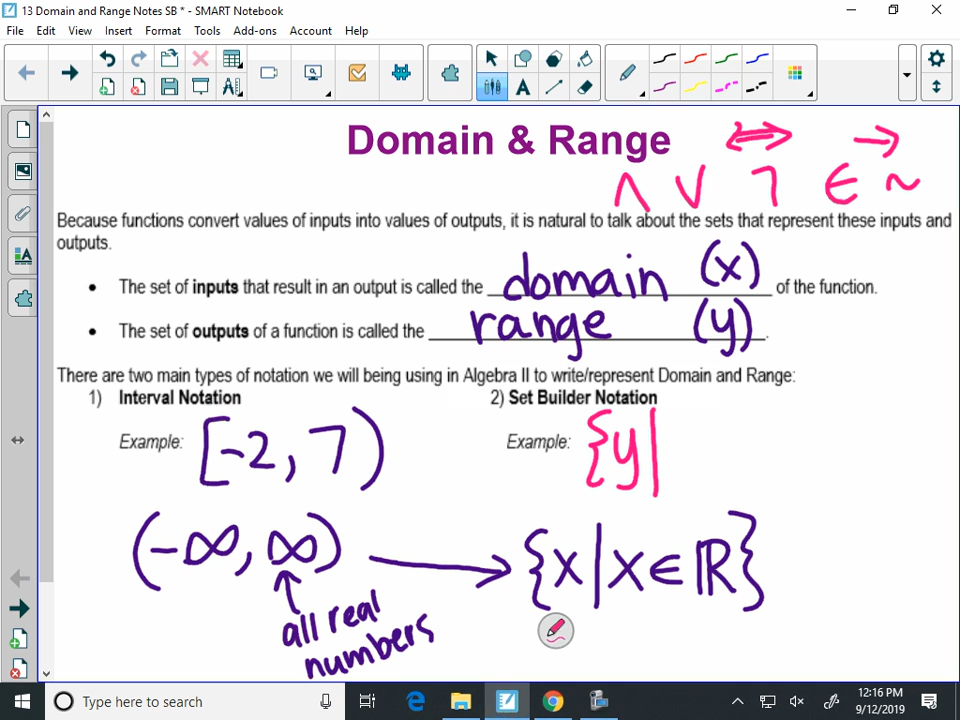 13 Domain and Range Notes SB * - SMART Notebook
File Edit View Insert Format Tools Add-ons Account Help
Domain & Range
⟷ →
∧ ∨ ¬ ∈ ~
Because functions convert values of inputs into values of outputs, it is natural to talk about the sets that represent these inputs and
outputs.
• The set of inputs that result in an output is called the domain (x) of the function.
• The set of outputs of a function is called the range (y).
There are two main types of notation we will being using in Algebra II to write/represent Domain and Range:
1) Interval Notation 2) Set Builder Notation
Example: [-2, 7) Example: {y|
(-∞, ∞) → {x|x∈ℝ}
↑
all real
numbers
Type here to search
12:16 PM
9/12/2019